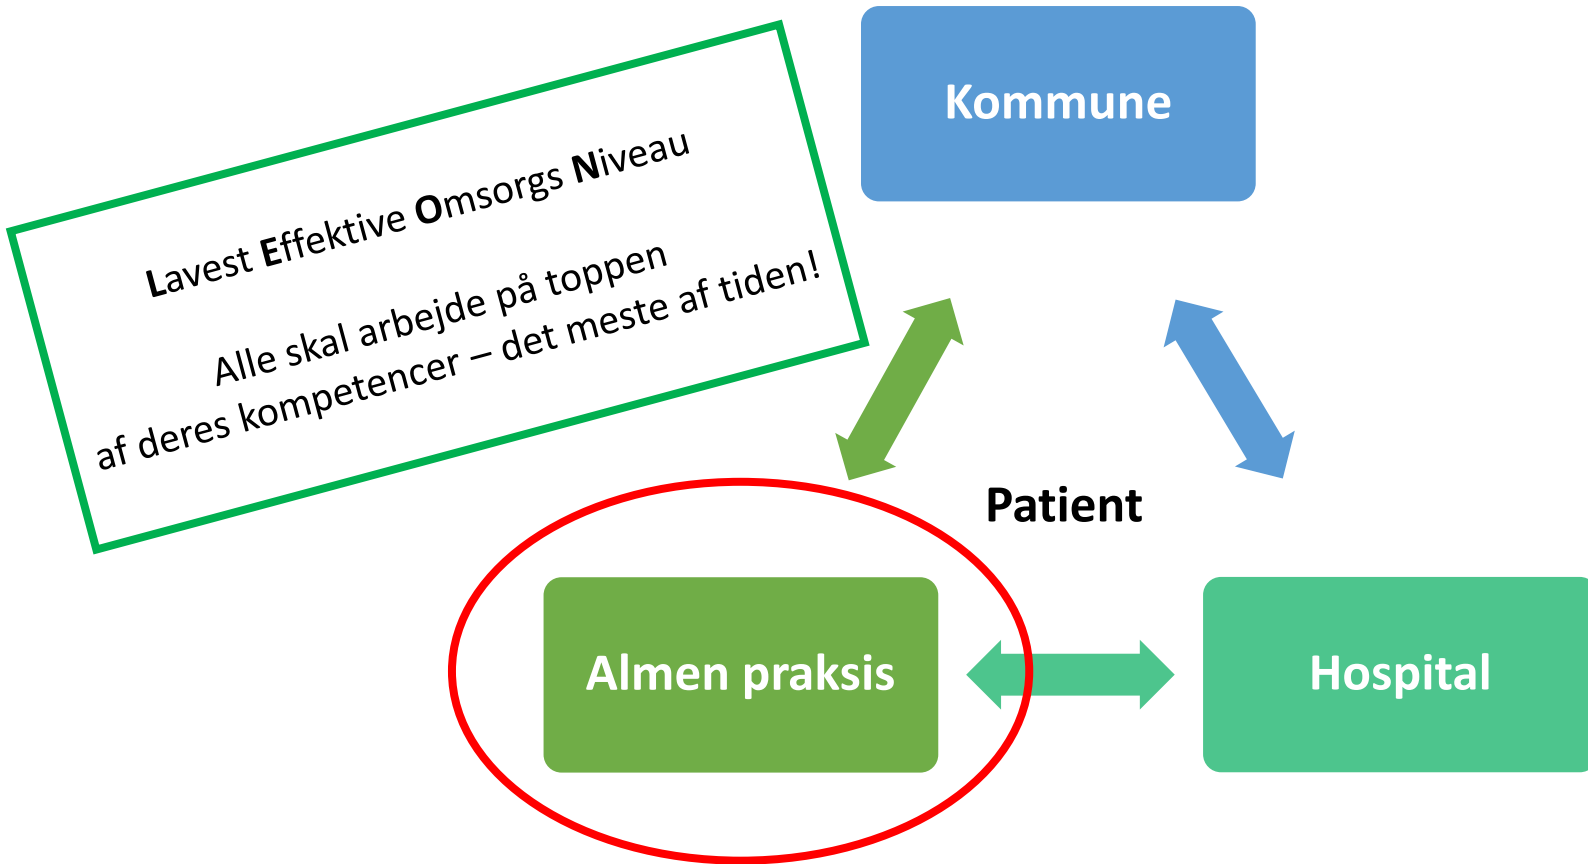 Kommune
Lavest Effektive Omsorgs Niveau
Alle skal arbejde på toppen
af deres kompetencer – det meste af tiden!
Patient
Almen praksis
Hospital